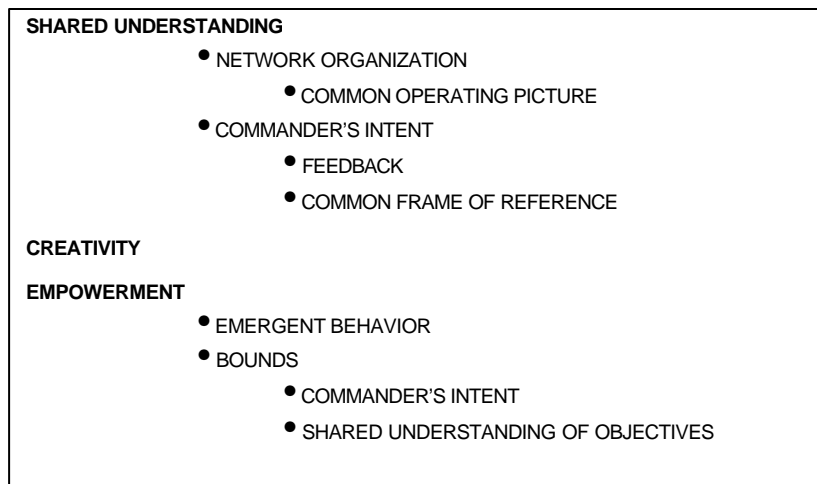 SHARED UNDERSTANDING
• NETWORK ORGANIZATION
• COMMON OPERATING PICTURE
• COMMANDER'S INTENT
• FEEDBACK
• COMMON FRAME OF REFERENCE
CREATIVITY
EMPOWERMENT
• EMERGENT BEHAVIOR
• BOUNDS
• COMMANDER'S INTENT
• SHARED UNDERSTANDING OF OBJECTIVES